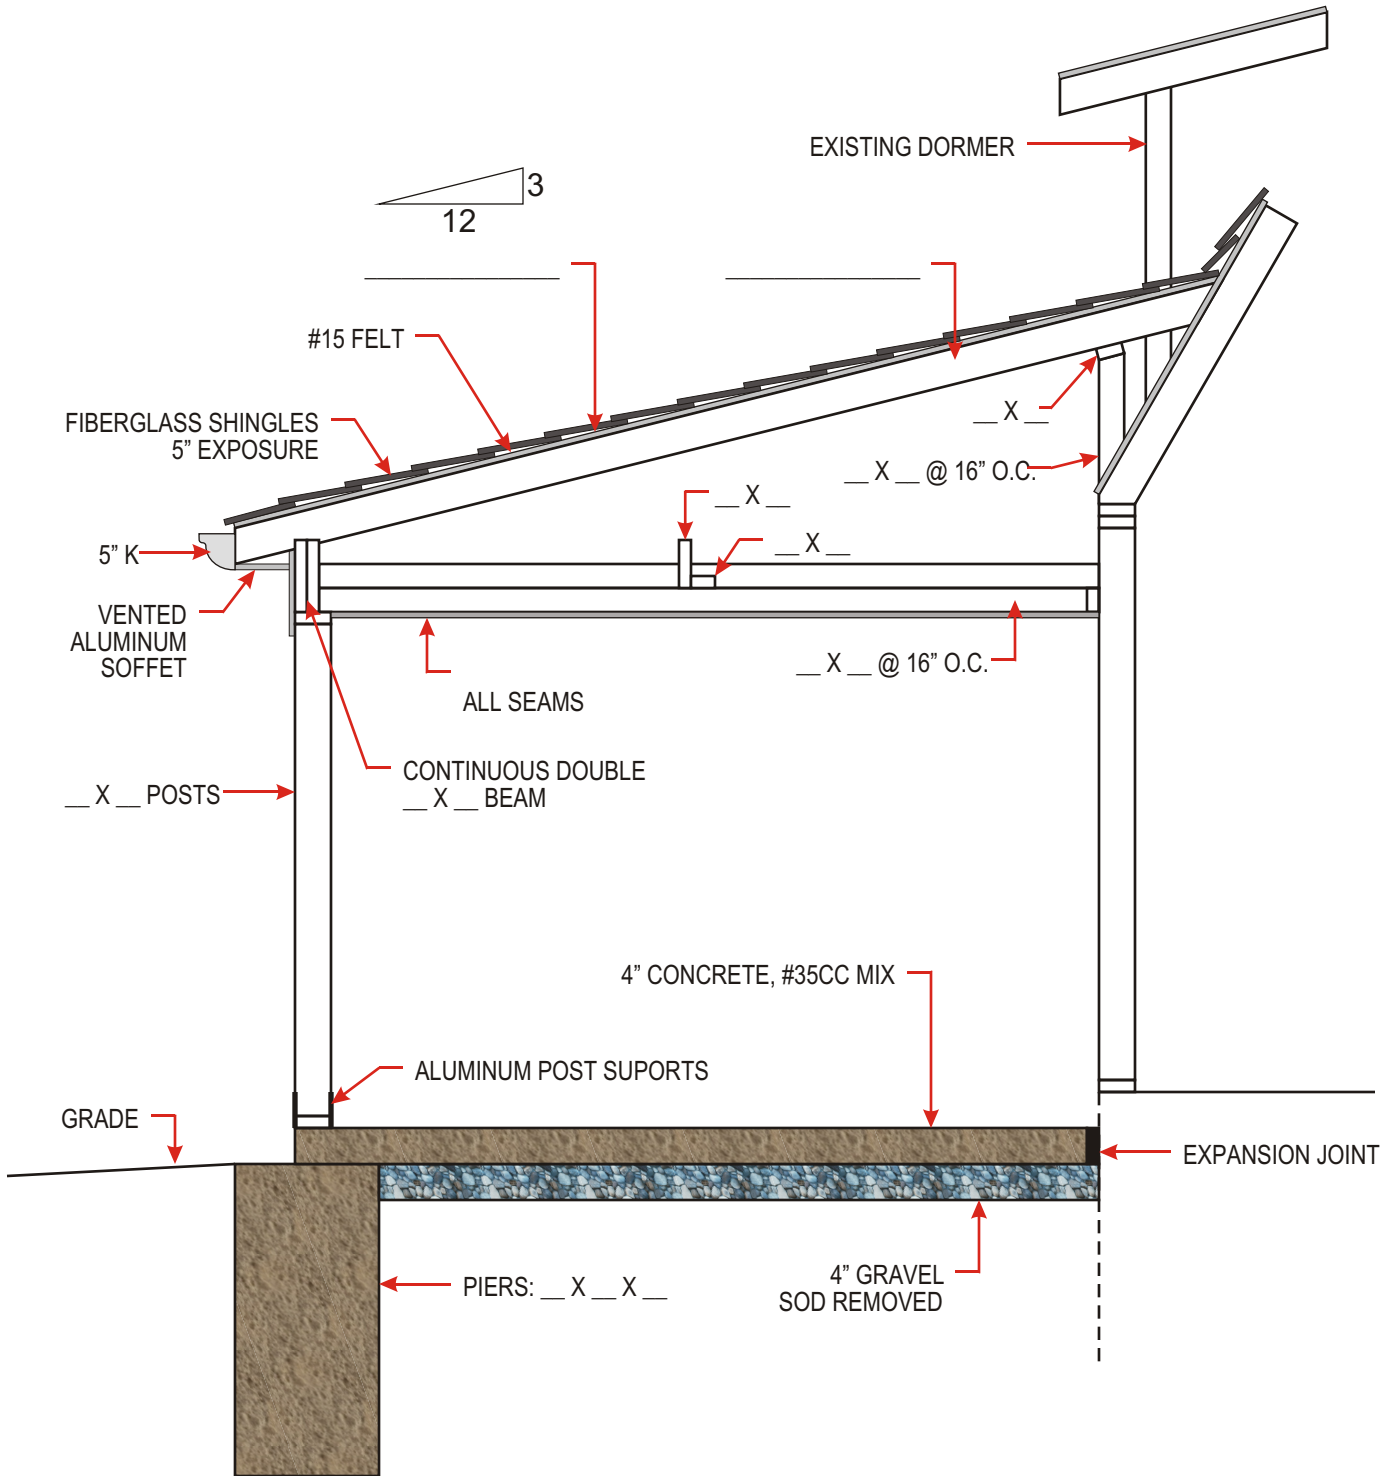 EXISTING DORMER
3
12
_______________ _______________
#15 FELT
FIBERGLASS SHINGLES
5” EXPOSURE
__ X __
__ X __ @ 16” O.C.
__ X __
__ X __
5” K
VENTED
ALUMINUM
SOFFET
__ X __ @ 16” O.C.
ALL SEAMS
CONTINUOUS DOUBLE
__ X __ BEAM
__ X __ POSTS
4” CONCRETE, #35CC MIX
ALUMINUM POST SUPORTS
GRADE
EXPANSION JOINT
4” GRAVEL
SOD REMOVED
PIERS: __ X __ X __